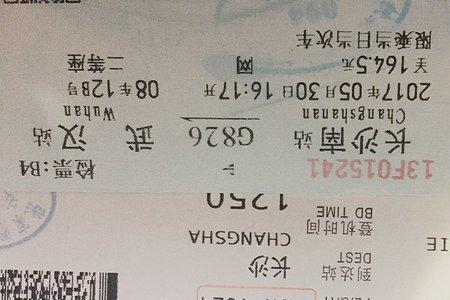 到达站 长沙
DEST
CHANGSHA
登机时间
BD TIME 1250
13F015241 检票:B4
长沙南站 G826 武汉站
Changshanan Wuhan
2017年05月30日 16:17开 08车12B号
￥164.5元 网 二等座
限乘当日当次车